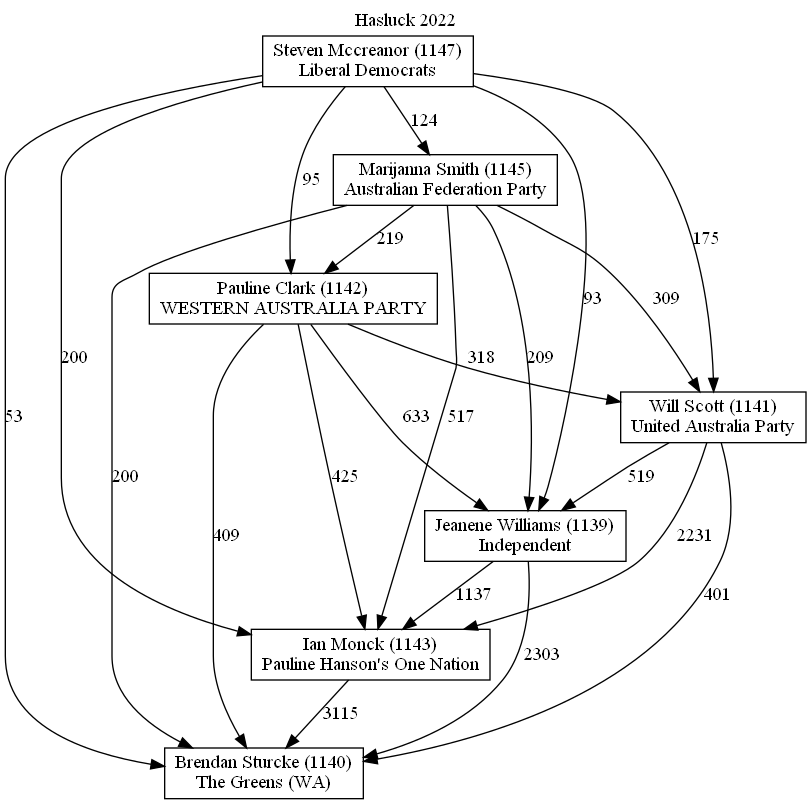 Hasluck 2022
Steven Mccreanor (1147)
Liberal Democrats
124
Marijanna Smith (1145)
Australian Federation Party
95
219
175
Pauline Clark (1142)
WESTERN AUSTRALIA PARTY
93
309
200
318
209
Will Scott (1141)
United Australia Party
53
633
517
200
425
519
409
Jeanene Williams (1139)
Independent
2231
1137
401
Ian Monck (1143)
Pauline Hanson's One Nation
2303
3115
Brendan Sturcke (1140)
The Greens (WA)